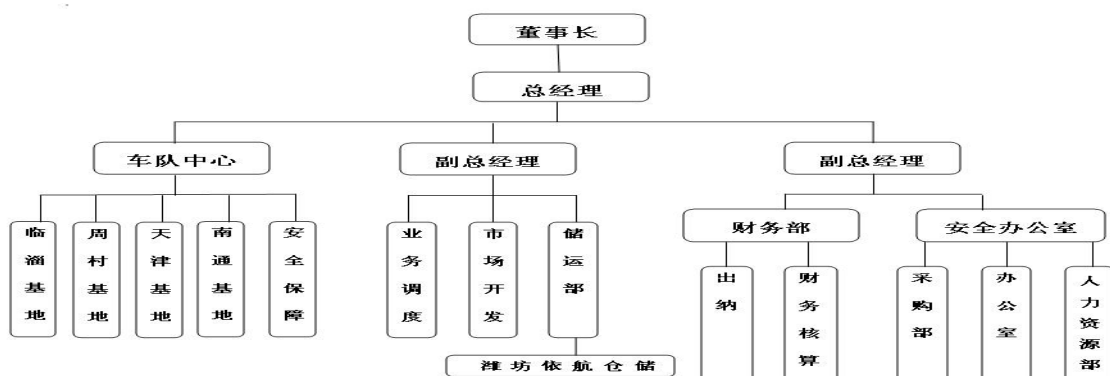 董事长
总经理
车队中心
副总经理
副总经理
临淄基地
周村基地
天津基地
南通基地
安全保障
业务调度
市场开发
储运部
财务部
安全办公室
出纳
财务核算
采购部
办公室
人力资源部
潍坊依航仓储